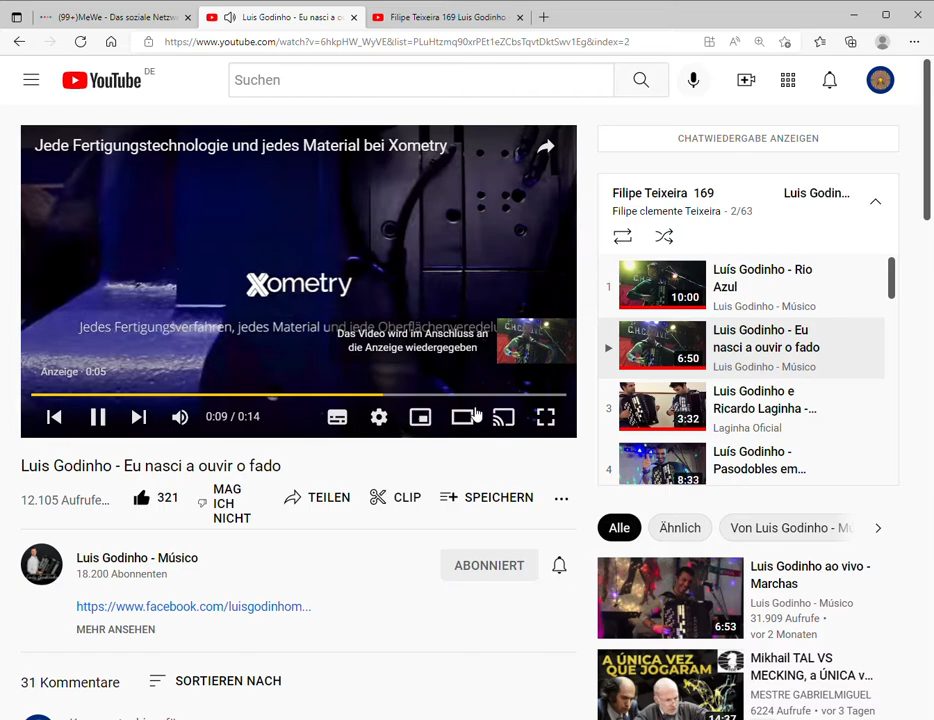 (99+)MeWe - Das soziale Netzw
Luis Godinho - Eu nasci a o
Filipe Teixeira 169 Luis Godinho
https://www.youtube.com/watch?v=6hkpHW_WyVE&list=PLuHtzmq90xrPEt1eZCbsTqvtDktSwv1Eg&index=2
YouTube DE
Suchen
Jede Fertigungstechnologie und jedes Material bei Xometry
Xometry
Jedes Fertigungsverfahren, jedes Material und jede Oberflächenveredelu
Das Video wird im Anschluss an
die Anzeige wiedergegeben
Anzeige · 0:05
0:09 / 0:14
Luis Godinho - Eu nasci a ouvir o fado
12.105 Aufrufe...
321
MAG
ICH
NICHT
TEILEN
CLIP
SPEICHERN
Luis Godinho - Músico
18.200 Abonnenten
ABONNIERT
https://www.facebook.com/luisgodinhom...
MEHR ANSEHEN
31 Kommentare
SORTIEREN NACH
CHATWIEDERGABE ANZEIGEN
Filipe Teixeira 169 Luis Godin...
Filipe clemente Teixeira - 2/63
1
10:00
Luís Godinho - Rio
Azul
Luis Godinho - Músico
6:50
Luis Godinho - Eu
nasci a ouvir o fado
Luis Godinho - Músico
3
3:32
Luis Godinho e
Ricardo Laginha -...
Laginha Oficial
4
8:33
Luís Godinho -
Pasodobles em...
Alle
Ähnlich
Von Luis Godinho - Mú
6:53
Luis Godinho ao vivo -
Marchas
Luis Godinho - Músico
31.909 Aufrufe •
vor 2 Monaten
A ÚNICA VEZ
QUE JOGARAM
14:37
Mikhail TAL VS
MECKING, a ÚNICA v...
MESTRE GABRIELMIGUEL
6224 Aufrufe • vor 3 Tagen